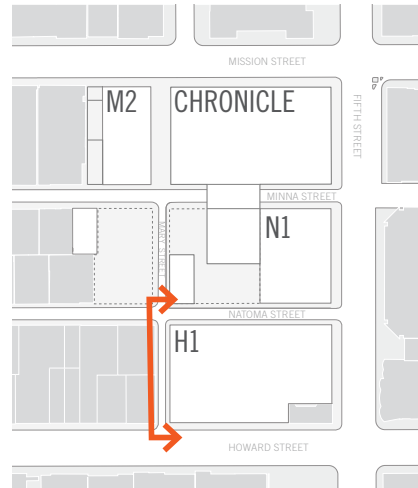 MISSION STREET
M2
CHRONICLE
FIFTH STREET
MINNA STREET
MARY STREET
N1
NATOMA STREET
H1
HOWARD STREET